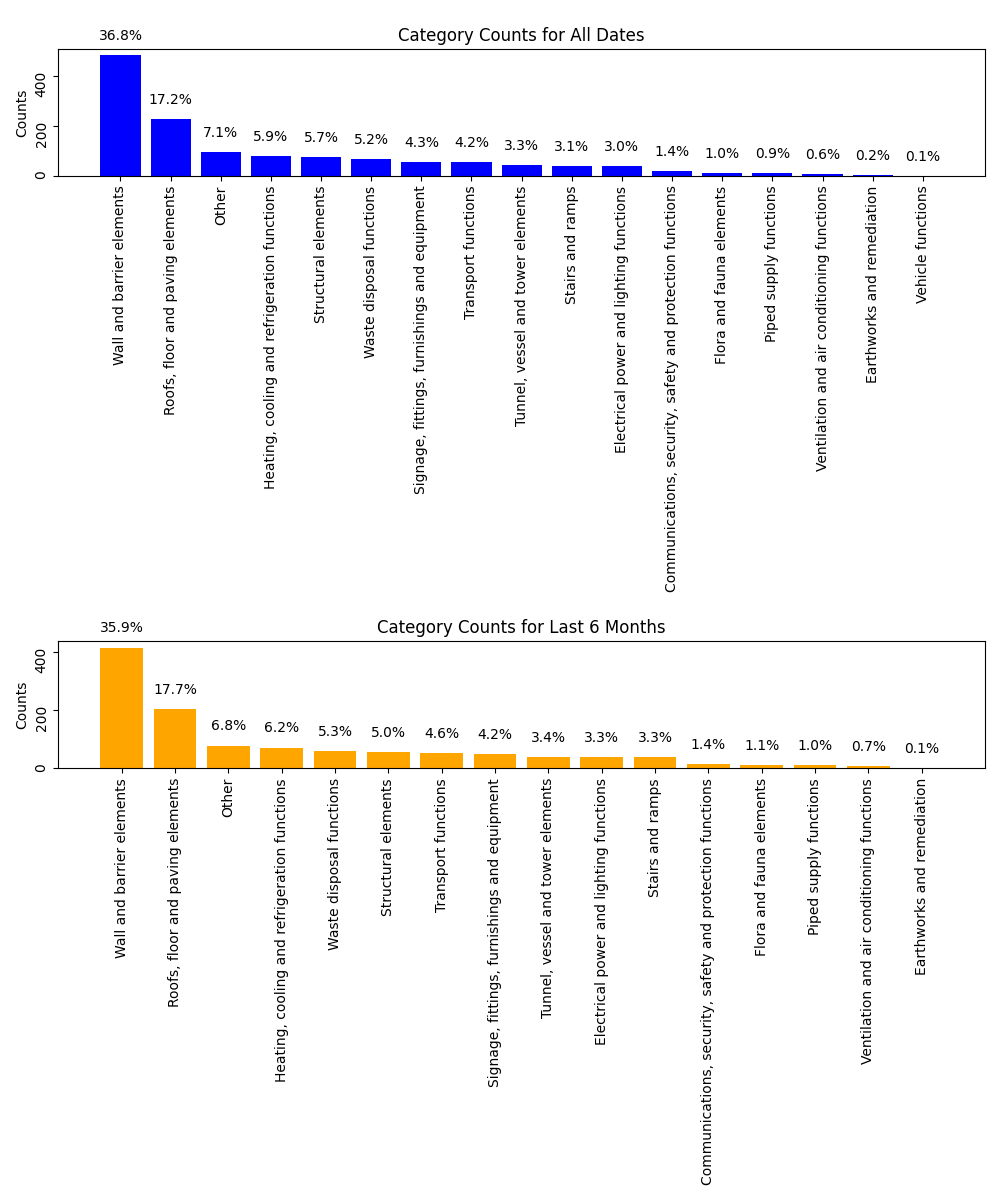 Category Counts for All Dates
36.8%
17.2%
7.1%
5.9%
5.7%
5.2%
4.3%
4.2%
3.3%
3.1%
3.0%
1.4%
1.0%
0.9%
0.6%
0.2%
0.1%
Counts
400
200
0
Wall and barrier elements
Roofs, floor and paving elements
Other
Heating, cooling and refrigeration functions
Structural elements
Waste disposal functions
Signage, fittings, furnishings and equipment
Transport functions
Tunnel, vessel and tower elements
Stairs and ramps
Electrical power and lighting functions
Communications, security, safety and protection functions
Flora and fauna elements
Piped supply functions
Ventilation and air conditioning functions
Earthworks and remediation
Vehicle functions
Category Counts for Last 6 Months
35.9%
17.7%
6.8%
6.2%
5.3%
5.0%
4.6%
4.2%
3.4%
3.3%
3.3%
1.4%
1.1%
1.0%
0.7%
0.1%
Counts
400
200
0
Wall and barrier elements
Roofs, floor and paving elements
Other
Heating, cooling and refrigeration functions
Waste disposal functions
Structural elements
Transport functions
Signage, fittings, furnishings and equipment
Tunnel, vessel and tower elements
Electrical power and lighting functions
Stairs and ramps
Communications, security, safety and protection functions
Flora and fauna elements
Piped supply functions
Ventilation and air conditioning functions
Earthworks and remediation